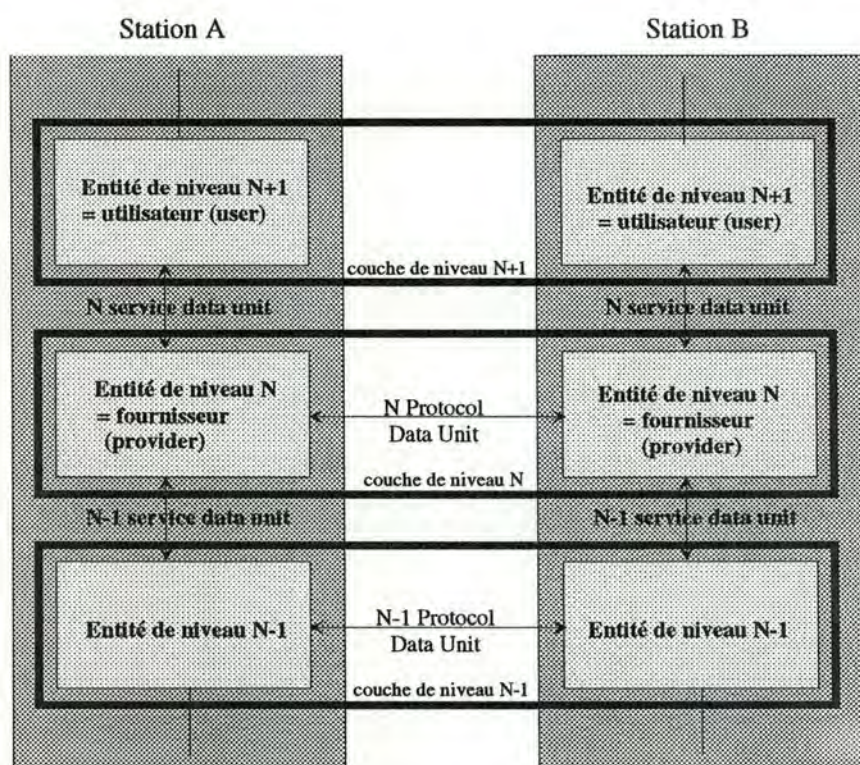 Station A
Station B
Entité de niveau N+1
= utilisateur (user)
Entité de niveau N+1
= utilisateur (user)
couche de niveau N+1
N service data unit
N service data unit
Entité de niveau N
= fournisseur
(provider)
N Protocol
Data Unit
Entité de niveau N
= fournisseur
(provider)
couche de niveau N
N-1 service data unit
N-1 service data unit
Entité de niveau N-1
N-1 Protocol
Data Unit
Entité de niveau N-1
couche de niveau N-1